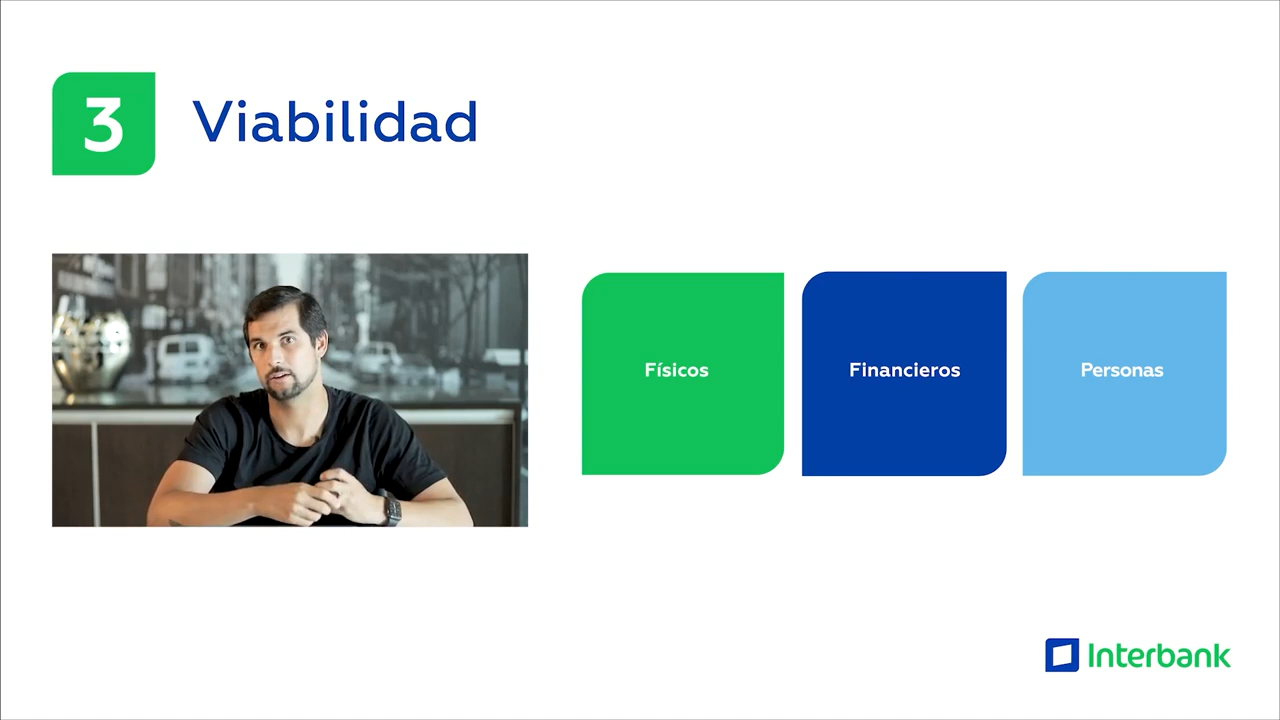 3
Viabilidad
Físicos
Financieros
Personas
Interbank